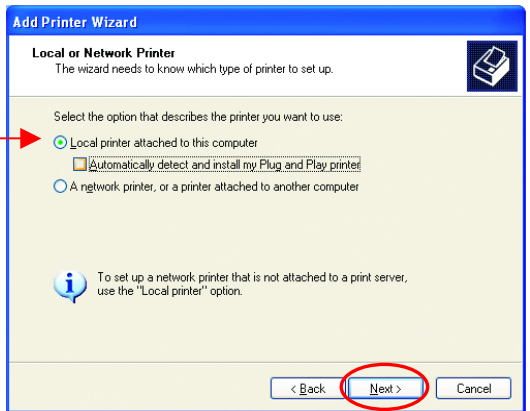 Add Printer Wizard
Local or Network Printer
The wizard needs to know which type of printer to set up.
Select the option that describes the printer you want to use:
Local printer attached to this computer
Automatically detect and install my Plug and Play printer
A network printer, or a printer attached to another computer
To set up a network printer that is not attached to a print server,
use the "Local printer" option.
< Back
Next >
Cancel